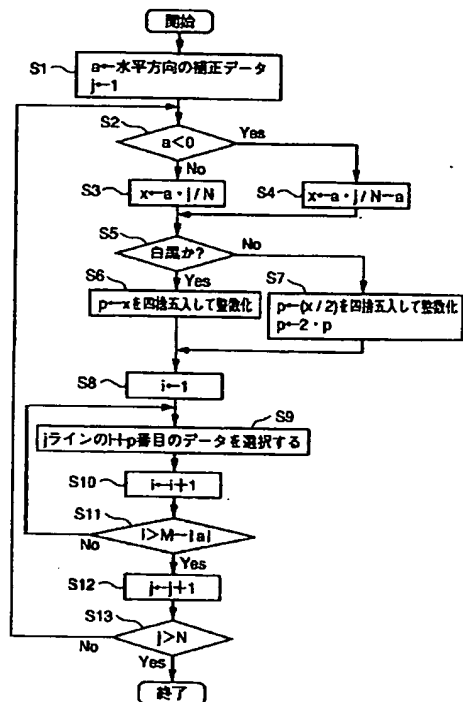 開始
S1
a←水平方向の補正データ
j←1
S2
a<0
Yes
No
S3
x←a・j/N
S4
x←a・j/N−a
S5
白黒か?
No
S6
Yes
p←xを四捨五入して整数化
S7
p←(x/2)を四捨五入して整数化
p←2・p
S8
i←1
S9
jラインのi+p番目のデータを選択する
S10
i←i+1
S11
i>M−|a|
No
Yes
S12
j←j+1
S13
j>N
No
Yes
終了